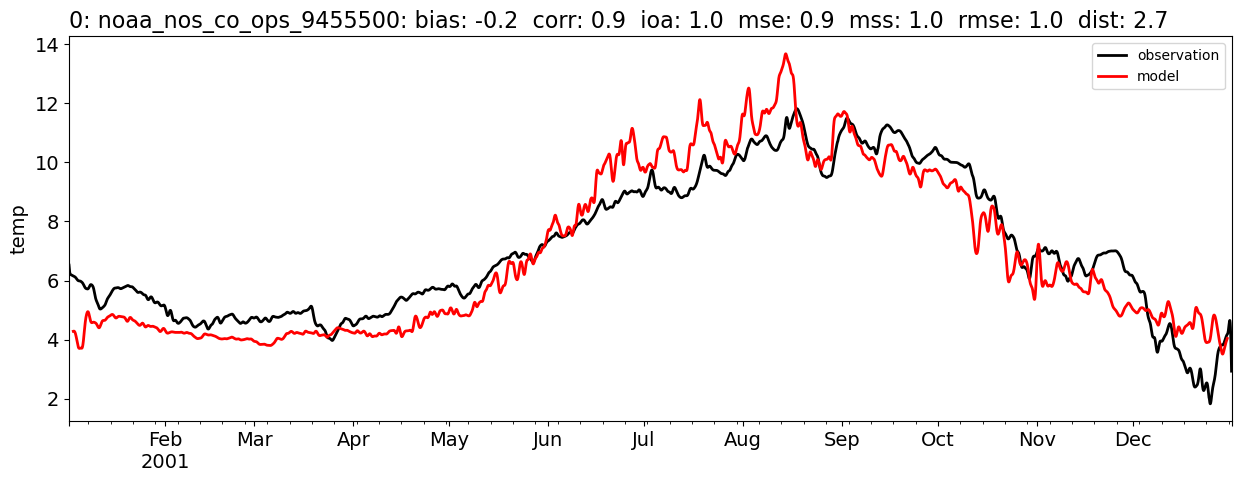 0: noaa_nos_co_ops_9455500: bias: -0.2  corr: 0.9  ioa: 1.0  mse: 0.9  mss: 1.0  rmse: 1.0  dist: 2.7
observation
model
14
12
10
8
6
4
2
temp
Feb Mar Apr May Jun Jul Aug Sep Oct Nov Dec
2001